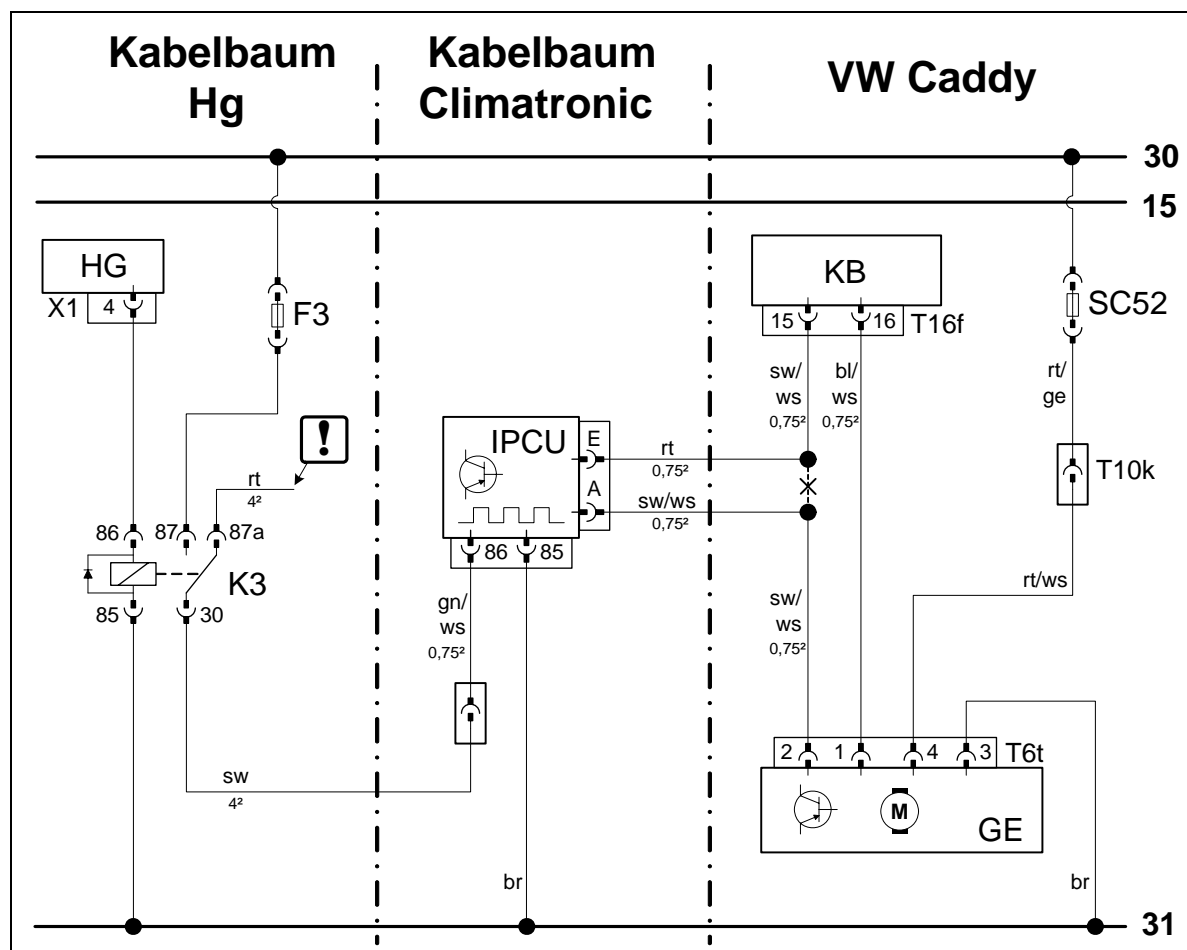 Kabelbaum
Hg
Kabelbaum
Climatronic
VW Caddy
30
15
HG
X1
4
F3
KB
15
16
T16f
SC52
sw/
ws
0,75²
bl/
ws
0,75²
rt/
ge
!
rt
4²
IPCU
E
A
rt
0,75²
sw/ws
0,75²
T10k
86
87
87a
K3
85
30
86
85
gn/
ws
0,75²
sw/
ws
0,75²
rt/ws
sw
4²
2
1
4
3
T6t
M
GE
br
br
31